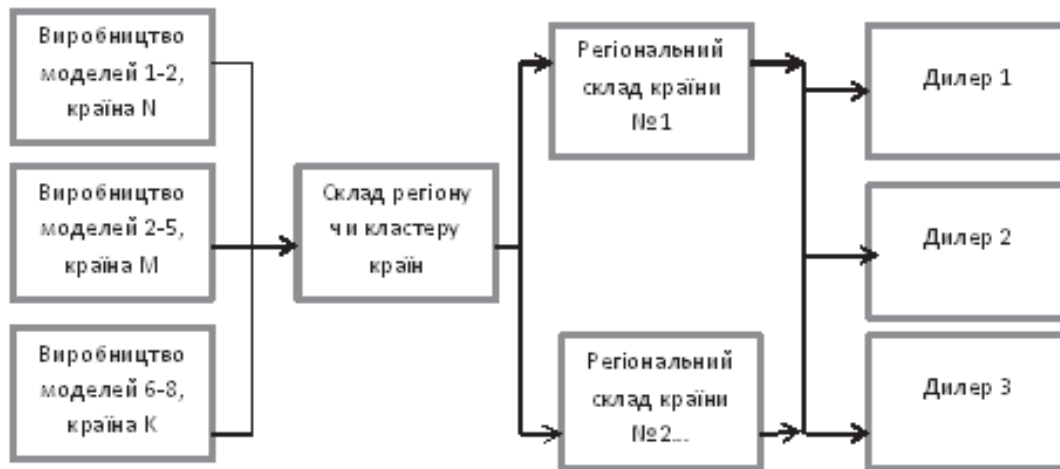 Виробництво
моделей 1-2,
країна N
Виробництво
моделей 2-5,
країна М
Виробництво
моделей 6-8,
країна К
Склад регіону
чи кластеру
країн
Регіональний
склад країни
№1
Регіональний
склад країни
№2...
Дилер 1
Дилер 2
Дилер 3